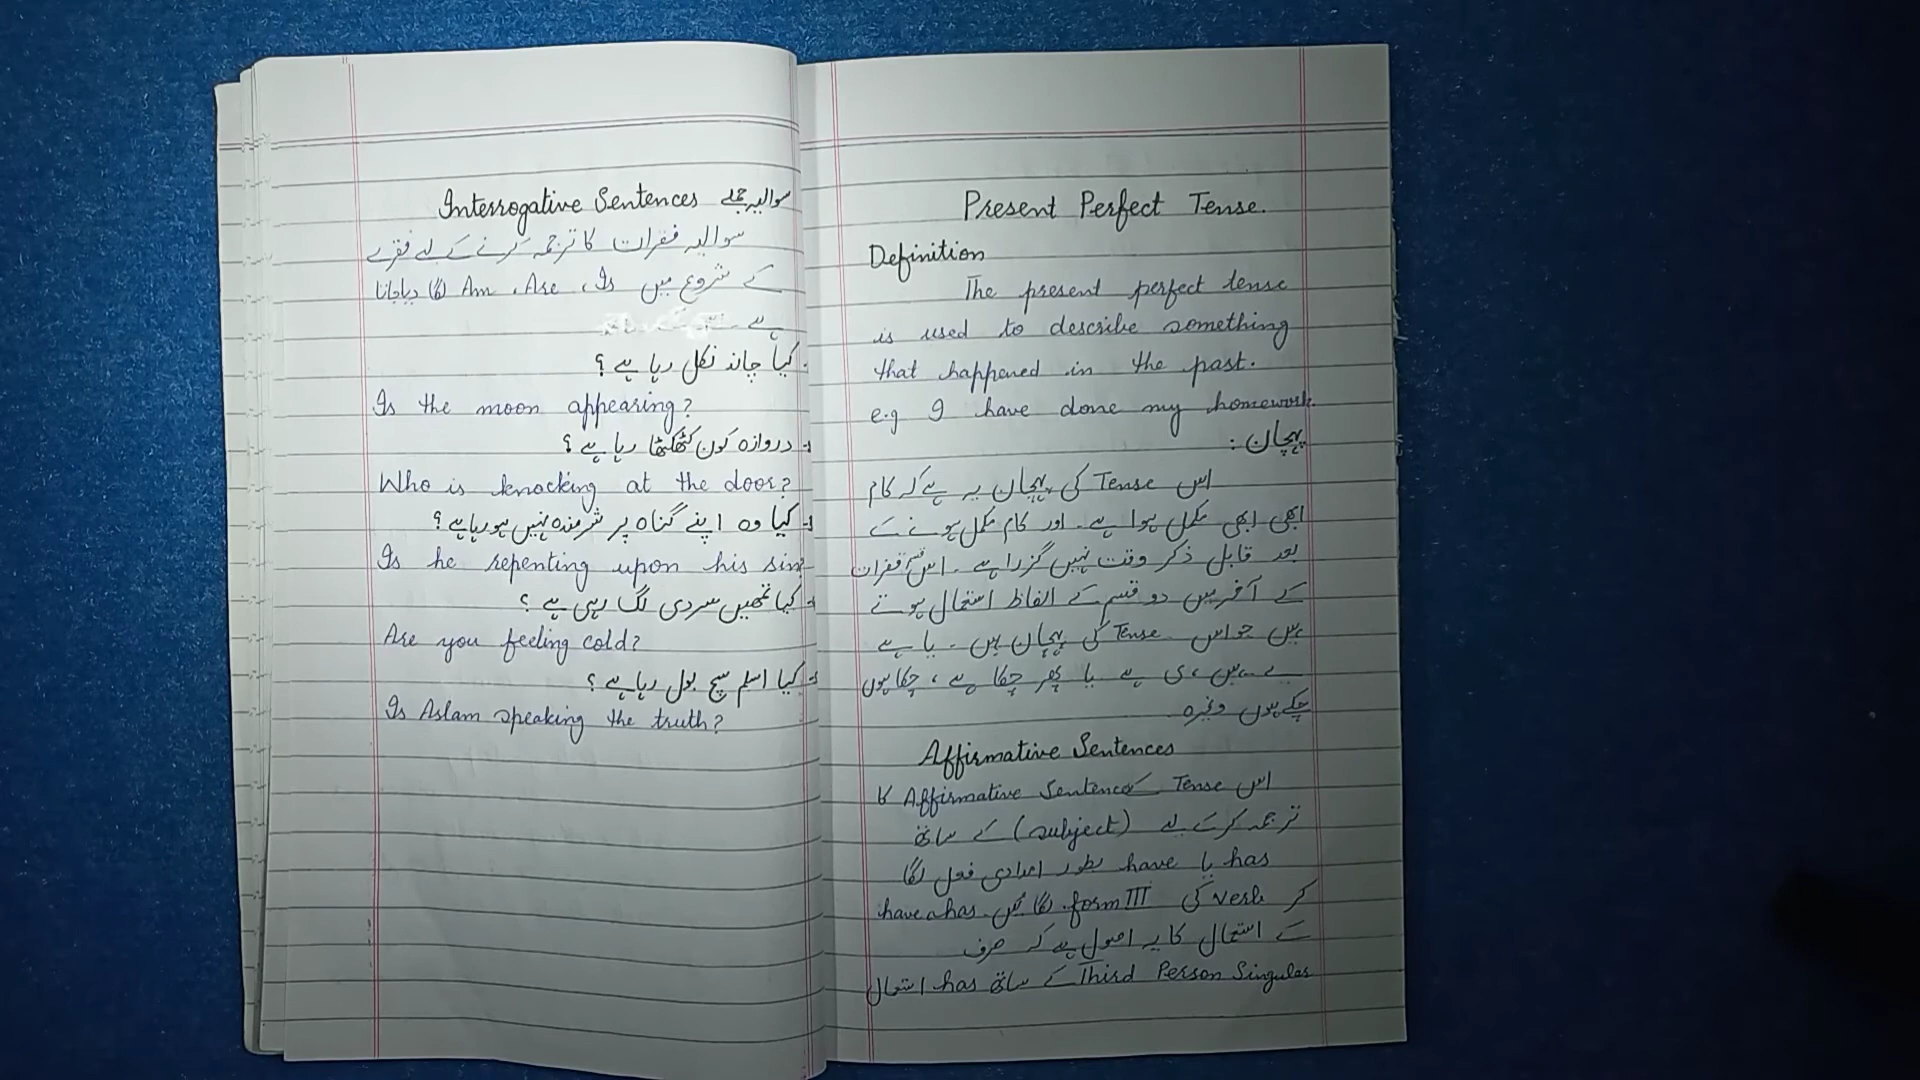 Interrogative Sentences سوالیہ جملے
سوالیہ فقرات کا ترجمہ کرنے کے لیے فقرے
کے شروع میں Am ,Are ,Is لگا دیا جاتا
ہے۔
کیا چاند نکل رہا ہے؟
Is the moon appearing?
دروازہ کون کھٹکھٹا رہا ہے؟
Who is knocking at the door?
کیا وہ اپنے گناہ پر شرمندہ نہیں ہو رہا ہے؟
Is he repenting upon his sin
کیا تمھیں سردی لگ رہی ہے؟
Are you feeling cold?
کیا اسلم سچ بول رہا ہے؟
Is Aslam speaking the truth?
Present Perfect Tense.
Definition
The present perfect tense
is used to describe something
that happened in the past.
e.g I have done my homework.
پہچان:
اس Tense کی پہچان یہ ہے کہ کام
ابھی ابھی مکمل ہوا ہے۔ اور کام مکمل ہونے کے
بعد قابل ذکر وقت نہیں گزرا ہے۔ اس قسم فقرات
کے آخر میں دو قسم کے الفاظ استعمال ہوتے
ہیں جو اس Tense کی پہچان ہیں۔ یا ہے
ہیں، ی ہے یا پھر چکا ہے، چکا ہوں
چکے ہوں وغیرہ
Affirmative Sentences
اس Tense کے Affirmative Sentences کا
ترجمہ کرنے کے لیے (subject) کے ساتھ
has یا have بطور امدادی فعل لگا
کر verb کی form III لگائیں۔ have a has
کے استعمال کا یہ اصول ہے کہ صرف
Third Person Singular کے ساتھ has استعمال